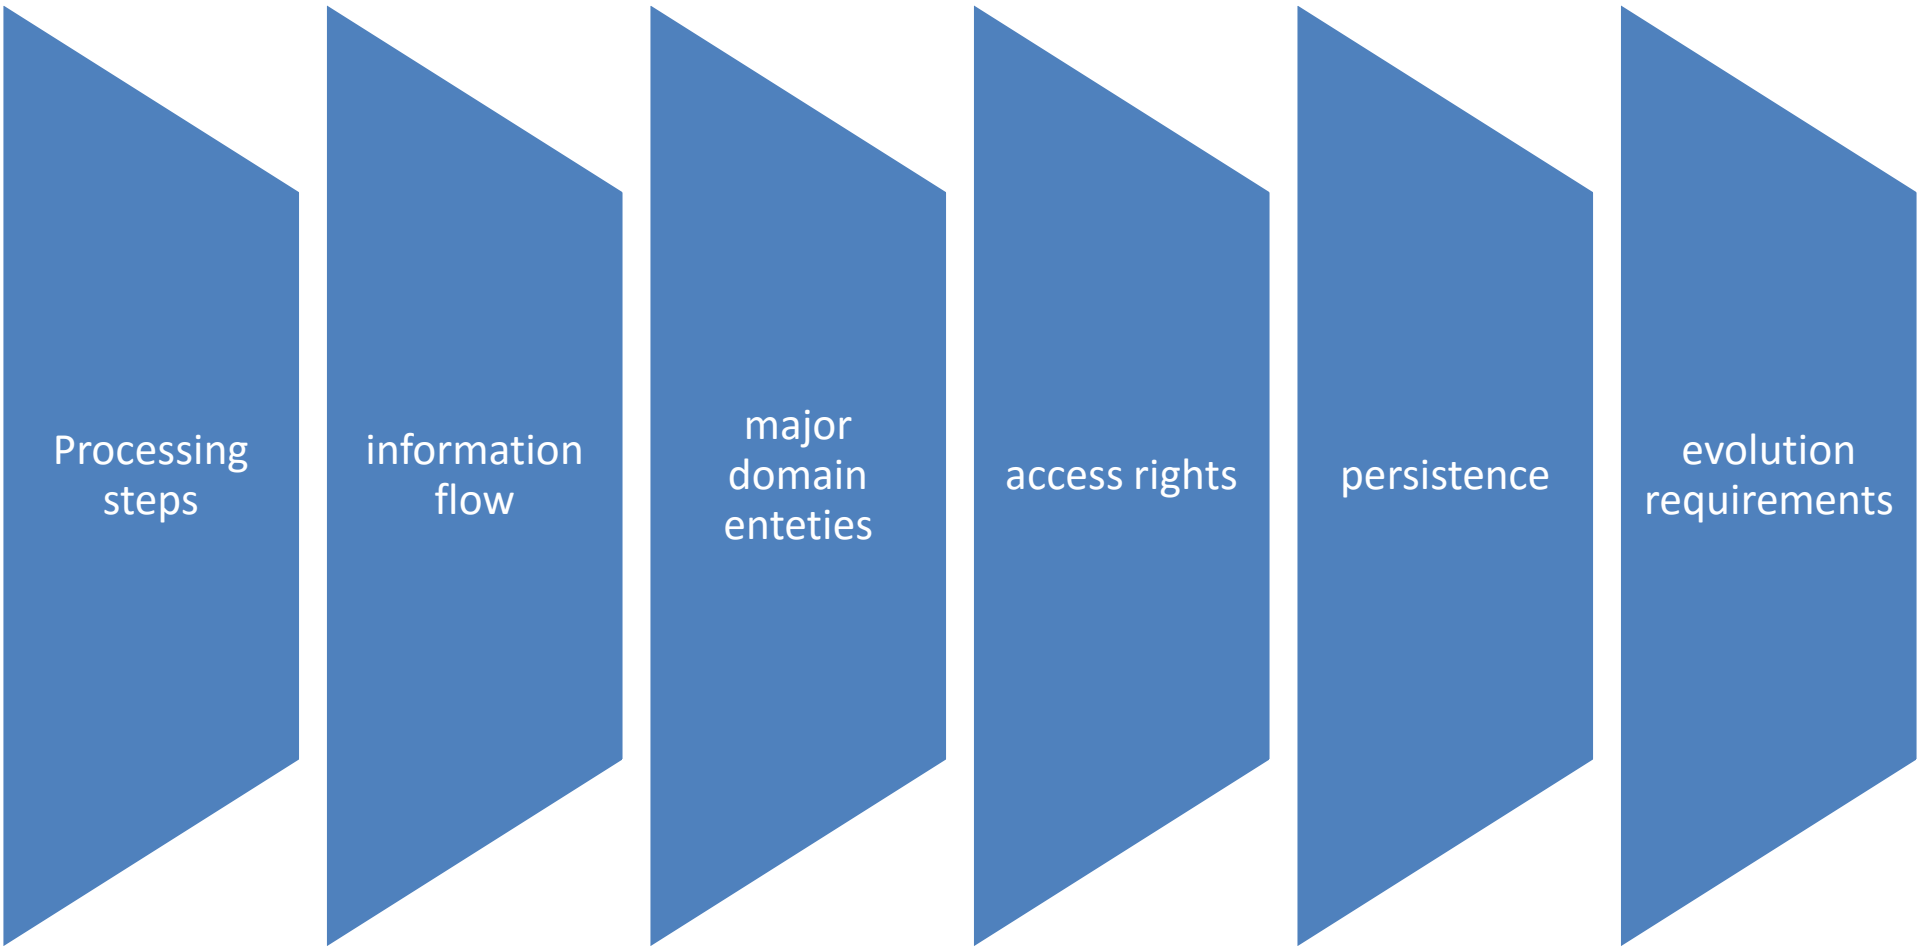 Processing
steps
information
flow
major
domain
enteties
access rights
persistence
evolution
requirements